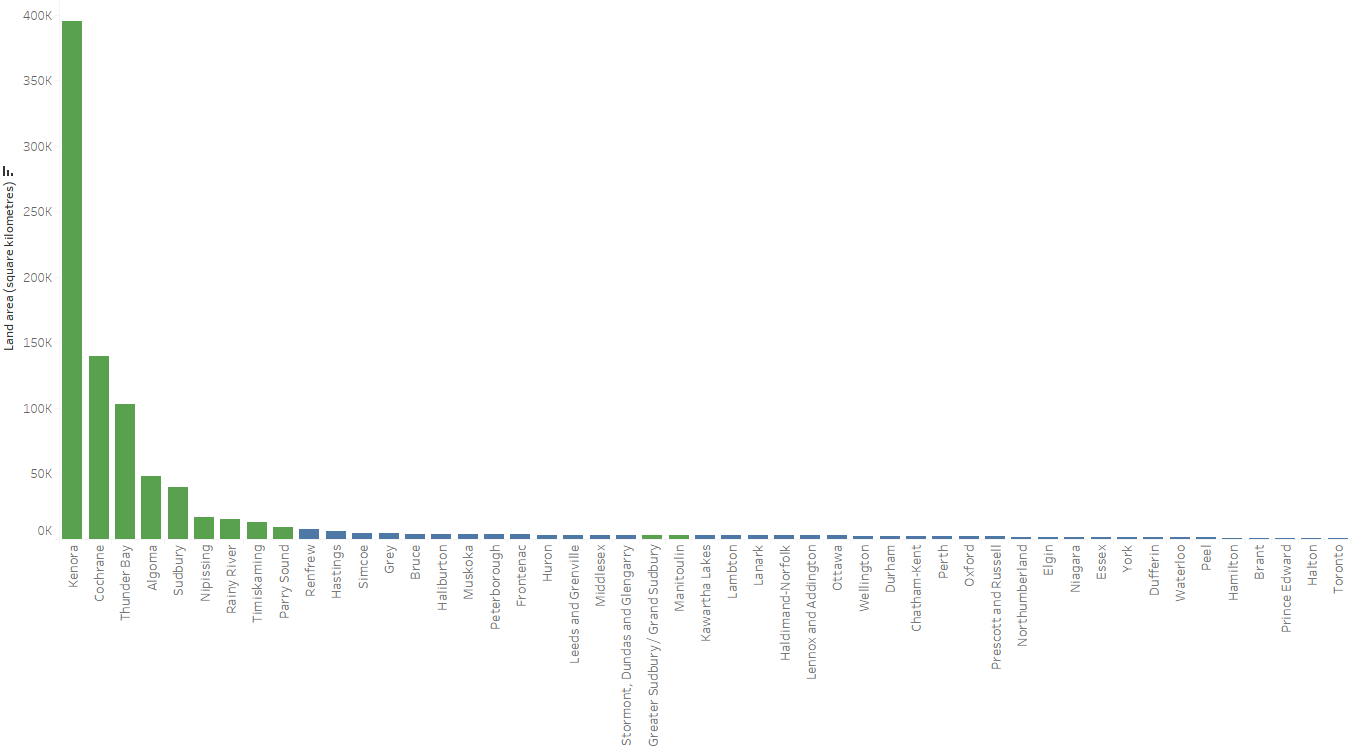 400K
350K
300K
250K
200K
150K
100K
50K
0K
Land area (square kilometres)
Kenora
Cochrane
Thunder Bay
Algoma
Sudbury
Nipissing
Rainy River
Timiskaming
Parry Sound
Renfrew
Hastings
Simcoe
Grey
Bruce
Haliburton
Muskoka
Peterborough
Frontenac
Huron
Leeds and Grenville
Middlesex
Stormont, Dundas and Glengarry
Greater Sudbury / Grand Sudbury
Manitoulin
Kawartha Lakes
Lambton
Lanark
Haldimand-Norfolk
Lennox and Addington
Ottawa
Wellington
Durham
Chatham-Kent
Perth
Oxford
Prescott and Russell
Northumberland
Elgin
Niagara
Essex
York
Dufferin
Waterloo
Peel
Hamilton
Brant
Prince Edward
Halton
Toronto